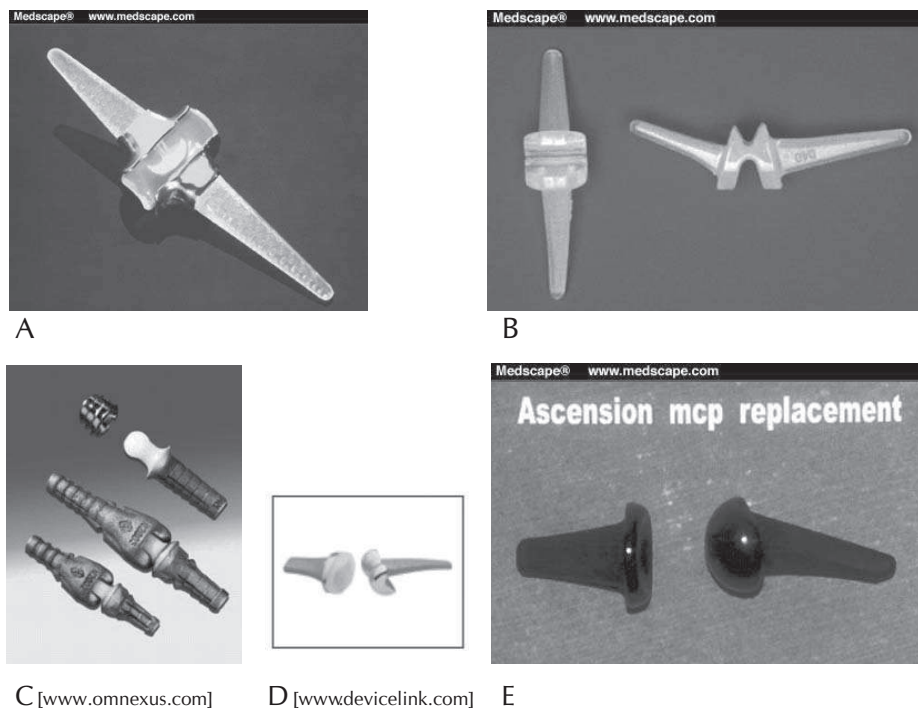 Medscape® www.medscape.com
Medscape® www.medscape.com
A
B
Medscape® www.medscape.com
Ascension mcp replacement
C [www.omnexus.com]
D [www.devicelink.com]
E